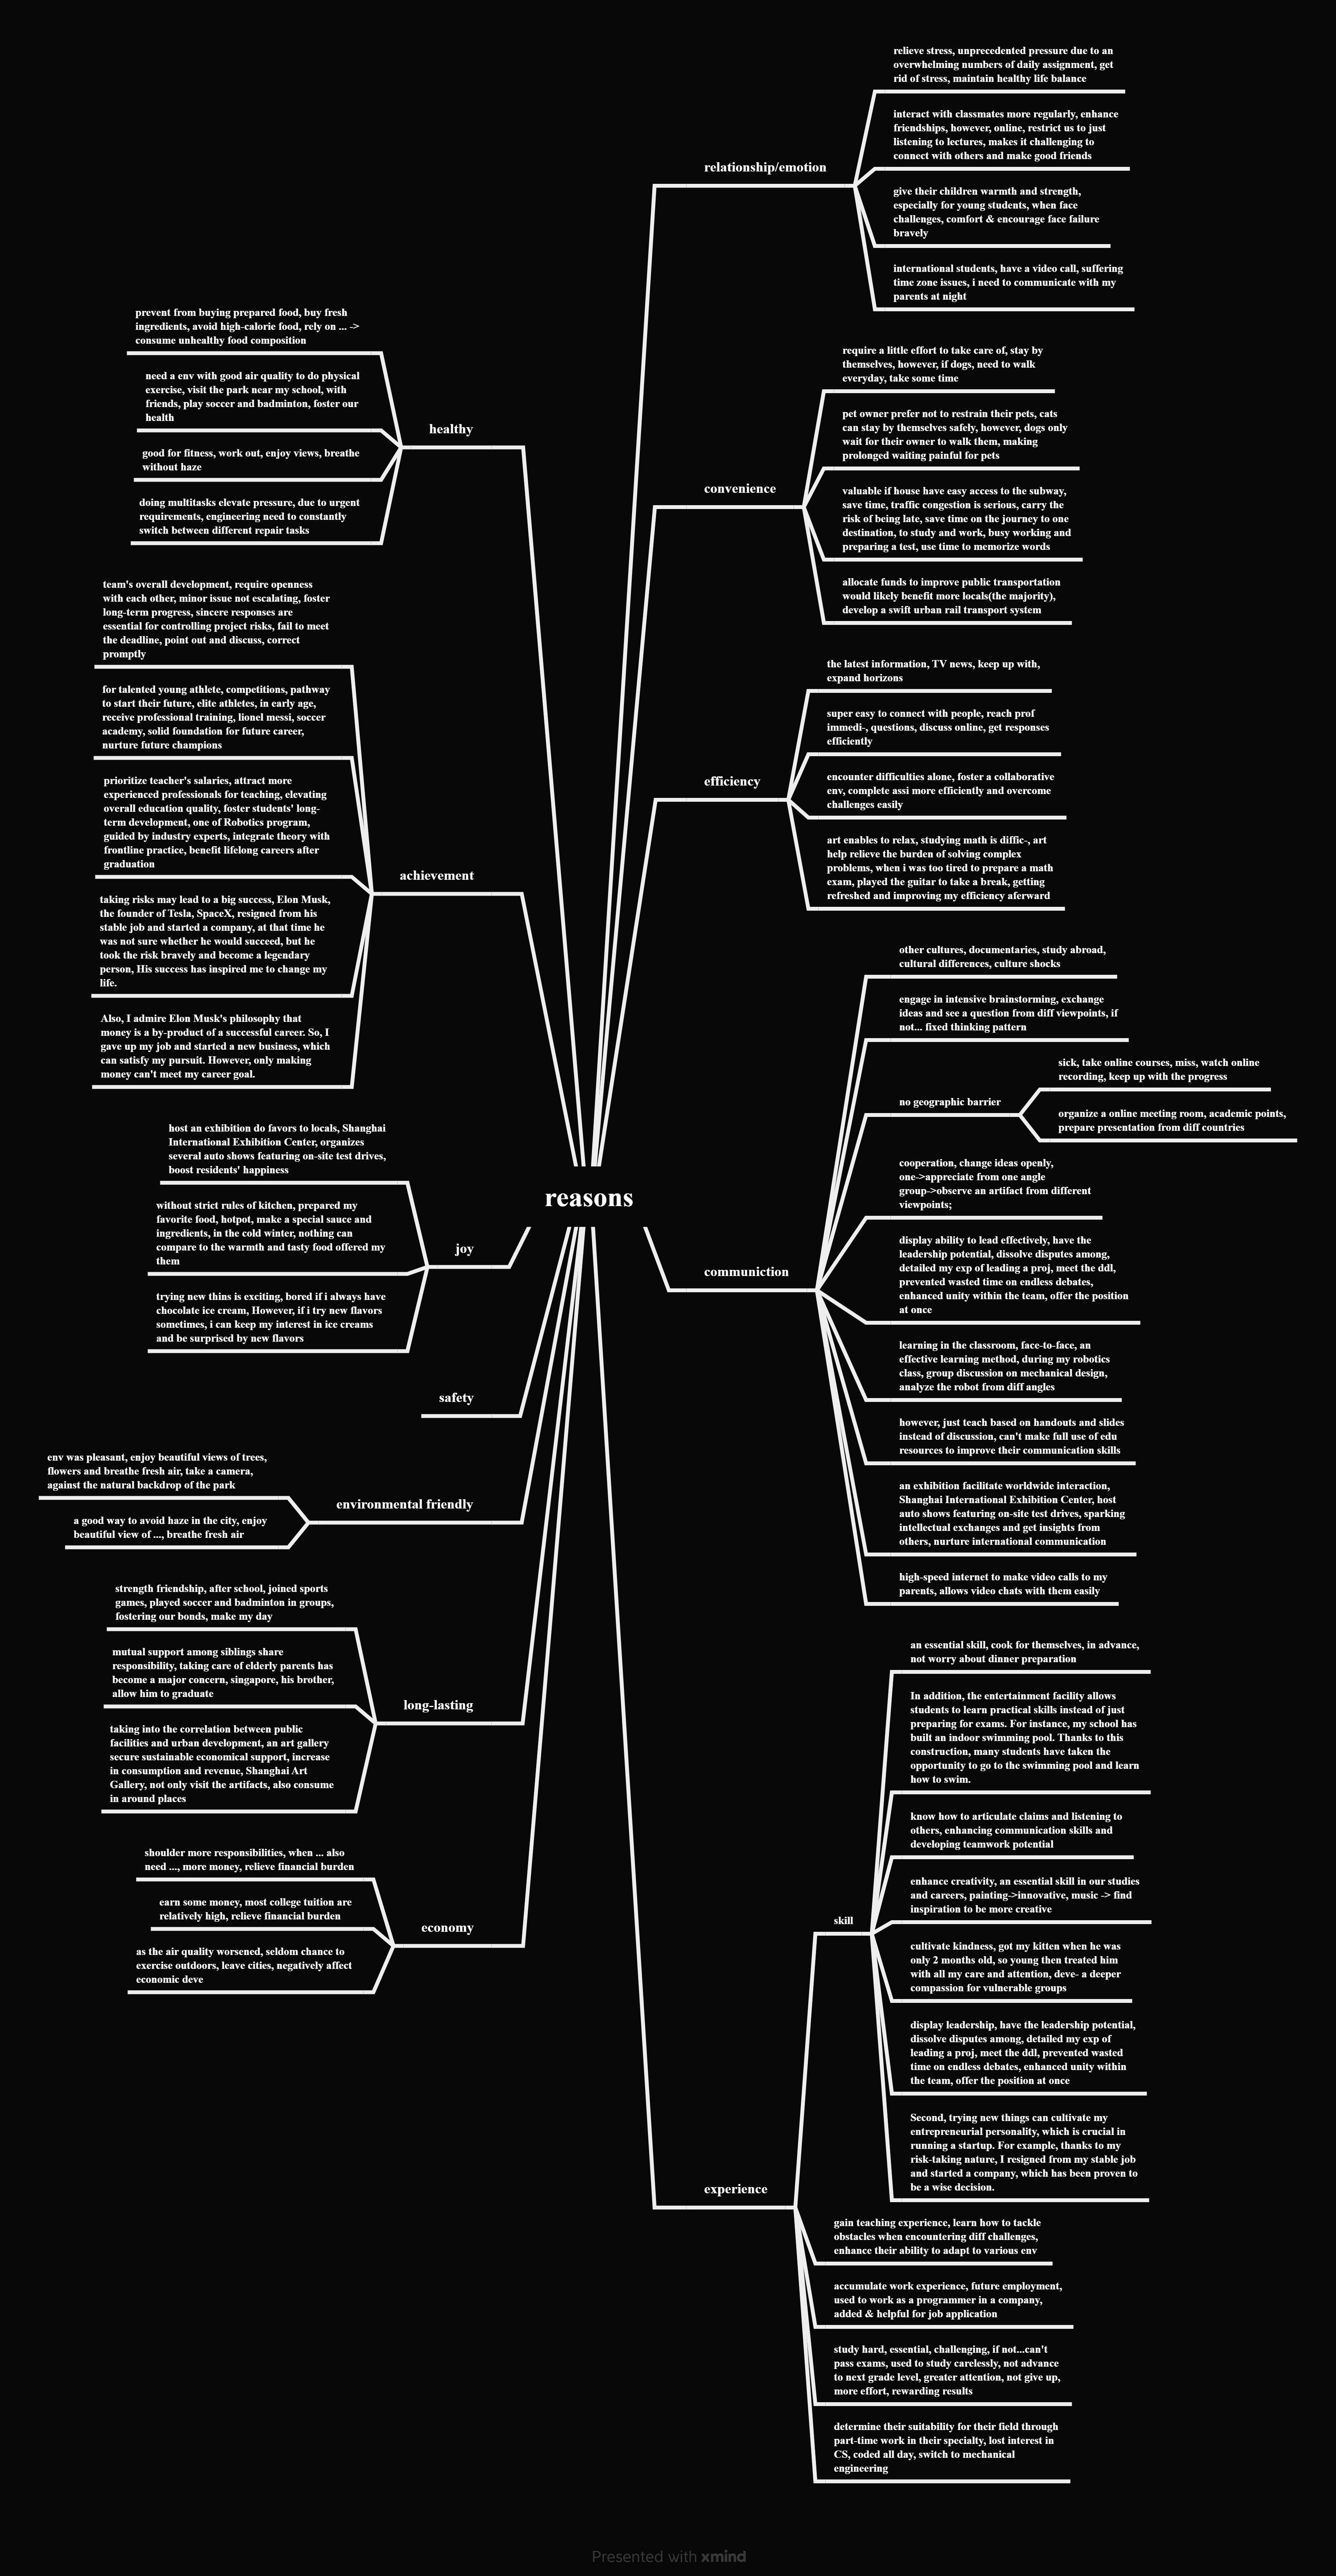 reasons
relationship/emotion
relieve stress, unprecedented pressure due to an
overwhelming numbers of daily assignment, get
rid of stress, maintain healthy life balance
interact with classmates more regularly, enhance
friendships, however, online, restrict us to just
listening to lectures, makes it challenging to
connect with others and make good friends
give their children warmth and strength,
especially for young students, when face
challenges, comfort & encourage face failure
bravely
international students, have a video call, suffering
time zone issues, i need to communicate with my
parents at night
convenience
require a little effort to take care of, stay by
themselves, however, if dogs, need to walk
everyday, take some time
pet owner prefer not to restrain their pets, cats
can stay by themselves safely, however, dogs only
wait for their owner to walk them, making
prolonged waiting painful for pets
valuable if house have easy access to the subway,
save time, traffic congestion is serious, carry the
risk of being late, save time on the journey to one
destination, to study and work, busy working and
preparing a test, use time to memorize words
allocate funds to improve public transportation
would likely benefit more locals(the majority),
develop a swift urban rail transport system
efficiency
the latest information, TV news, keep up with,
expand horizons
super easy to connect with people, reach prof
immedi-, questions, discuss online, get responses
efficiently
encounter difficulties alone, foster a collaborative
env, complete assi more efficiently and overcome
challenges easily
art enables to relax, studying math is diffic-, art
help relieve the burden of solving complex
problems, when i was too tired to prepare a math
exam, played the guitar to take a break, getting
refreshed and improving my efficiency aferward
communiction
other cultures, documentaries, study abroad,
cultural differences, culture shocks
engage in intensive brainstorming, exchange
ideas and see a question from diff viewpoints, if
not... fixed thinking pattern
no geographic barrier
sick, take online courses, miss, watch online
recording, keep up with the progress
organize a online meeting room, academic points,
prepare presentation from diff countries
cooperation, change ideas openly,
one->appreciate from one angle
group->observe an artifact from different
viewpoints;
display ability to lead effectively, have the
leadership potential, dissolve disputes among,
detailed my exp of leading a proj, meet the ddl,
prevented wasted time on endless debates,
enhanced unity within the team, offer the position
at once
learning in the classroom, face-to-face, an
effective learning method, during my robotics
class, group discussion on mechanical design,
analyze the robot from diff angles
however, just teach based on handouts and slides
instead of discussion, can't make full use of edu
resources to improve their communication skills
an exhibition facilitate worldwide interaction,
Shanghai International Exhibition Center, host
auto shows featuring on-site test drives, sparking
intellectual exchanges and get insights from
others, nurture international communication
high-speed internet to make video calls to my
parents, allows video chats with them easily
experience
skill
an essential skill, cook for themselves, in advance,
not worry about dinner preparation
In addition, the entertainment facility allows
students to learn practical skills instead of just
preparing for exams. For instance, my school has
built an indoor swimming pool. Thanks to this
construction, many students have taken the
opportunity to go to the swimming pool and learn
how to swim.
know how to articulate claims and listening to
others, enhancing communication skills and
developing teamwork potential
enhance creativity, an essential skill in our studies
and careers, painting->innovative, music -> find
inspiration to be more creative
cultivate kindness, got my kitten when he was
only 2 months old, so young then treated him
with all my care and attention, deve- a deeper
compassion for vulnerable groups
display leadership, have the leadership potential,
dissolve disputes among, detailed my exp of
leading a proj, meet the ddl, prevented wasted
time on endless debates, enhanced unity within
the team, offer the position at once
Second, trying new things can cultivate my
entrepreneurial personality, which is crucial in
running a startup. For example, thanks to my
risk-taking nature, I resigned from my stable job
and started a company, which has been proven to
be a wise decision.
gain teaching experience, learn how to tackle
obstacles when encountering diff challenges,
enhance their ability to adapt to various env
accumulate work experience, future employment,
used to work as a programmer in a company,
added & helpful for job application
study hard, essential, challenging, if not...can't
pass exams, used to study carelessly, not advance
to next grade level, greater attention, not give up,
more effort, rewarding results
determine their suitability for their field through
part-time work in their specialty, lost interest in
CS, coded all day, switch to mechanical
engineering
healthy
prevent from buying prepared food, buy fresh
ingredients, avoid high-calorie food, rely on ... ->
consume unhealthy food composition
need a env with good air quality to do physical
exercise, visit the park near my school, with
friends, play soccer and badminton, foster our
health
good for fitness, work out, enjoy views, breathe
without haze
doing multitasks elevate pressure, due to urgent
requirements, engineering need to constantly
switch between different repair tasks
achievement
team's overall development, require openness
with each other, minor issue not escalating, foster
long-term progress, sincere responses are
essential for controlling project risks, fail to meet
the deadline, point out and discuss, correct
promptly
for talented young athlete, competitions, pathway
to start their future, elite athletes, in early age,
receive professional training, lionel messi, soccer
academy, solid foundation for future career,
nurture future champions
prioritize teacher's salaries, attract more
experienced professionals for teaching, elevating
overall education quality, foster students' long-
term development, one of Robotics program,
guided by industry experts, integrate theory with
frontline practice, benefit lifelong careers after
graduation
taking risks may lead to a big success, Elon Musk,
the founder of Tesla, SpaceX, resigned from his
stable job and started a company, at that time he
was not sure whether he would succeed, but he
took the risk bravely and become a legendary
person, His success has inspired me to change my
life.
Also, I admire Elon Musk's philosophy that
money is a by-product of a successful career. So, I
gave up my job and started a new business, which
can satisfy my pursuit. However, only making
money can't meet my career goal.
joy
host an exhibition do favors to locals, Shanghai
International Exhibition Center, organizes
several auto shows featuring on-site test drives,
boost residents' happiness
without strict rules of kitchen, prepared my
favorite food, hotpot, make a special sauce and
ingredients, in the cold winter, nothing can
compare to the warmth and tasty food offered my
them
trying new thins is exciting, bored if i always have
chocolate ice cream, However, if i try new flavors
sometimes, i can keep my interest in ice creams
and be surprised by new flavors
safety
environmental friendly
env was pleasant, enjoy beautiful views of trees,
flowers and breathe fresh air, take a camera,
against the natural backdrop of the park
a good way to avoid haze in the city, enjoy
beautiful view of ..., breathe fresh air
long-lasting
strength friendship, after school, joined sports
games, played soccer and badminton in groups,
fostering our bonds, make my day
mutual support among siblings share
responsibility, taking care of elderly parents has
become a major concern, singapore, his brother,
allow him to graduate
taking into the correlation between public
facilities and urban development, an art gallery
secure sustainable economical support, increase
in consumption and revenue, Shanghai Art
Gallery, not only visit the artifacts, also consume
in around places
economy
shoulder more responsibilities, when ... also
need ..., more money, relieve financial burden
earn some money, most college tuition are
relatively high, relieve financial burden
as the air quality worsened, seldom chance to
exercise outdoors, leave cities, negatively affect
economic deve
Presented with xmind